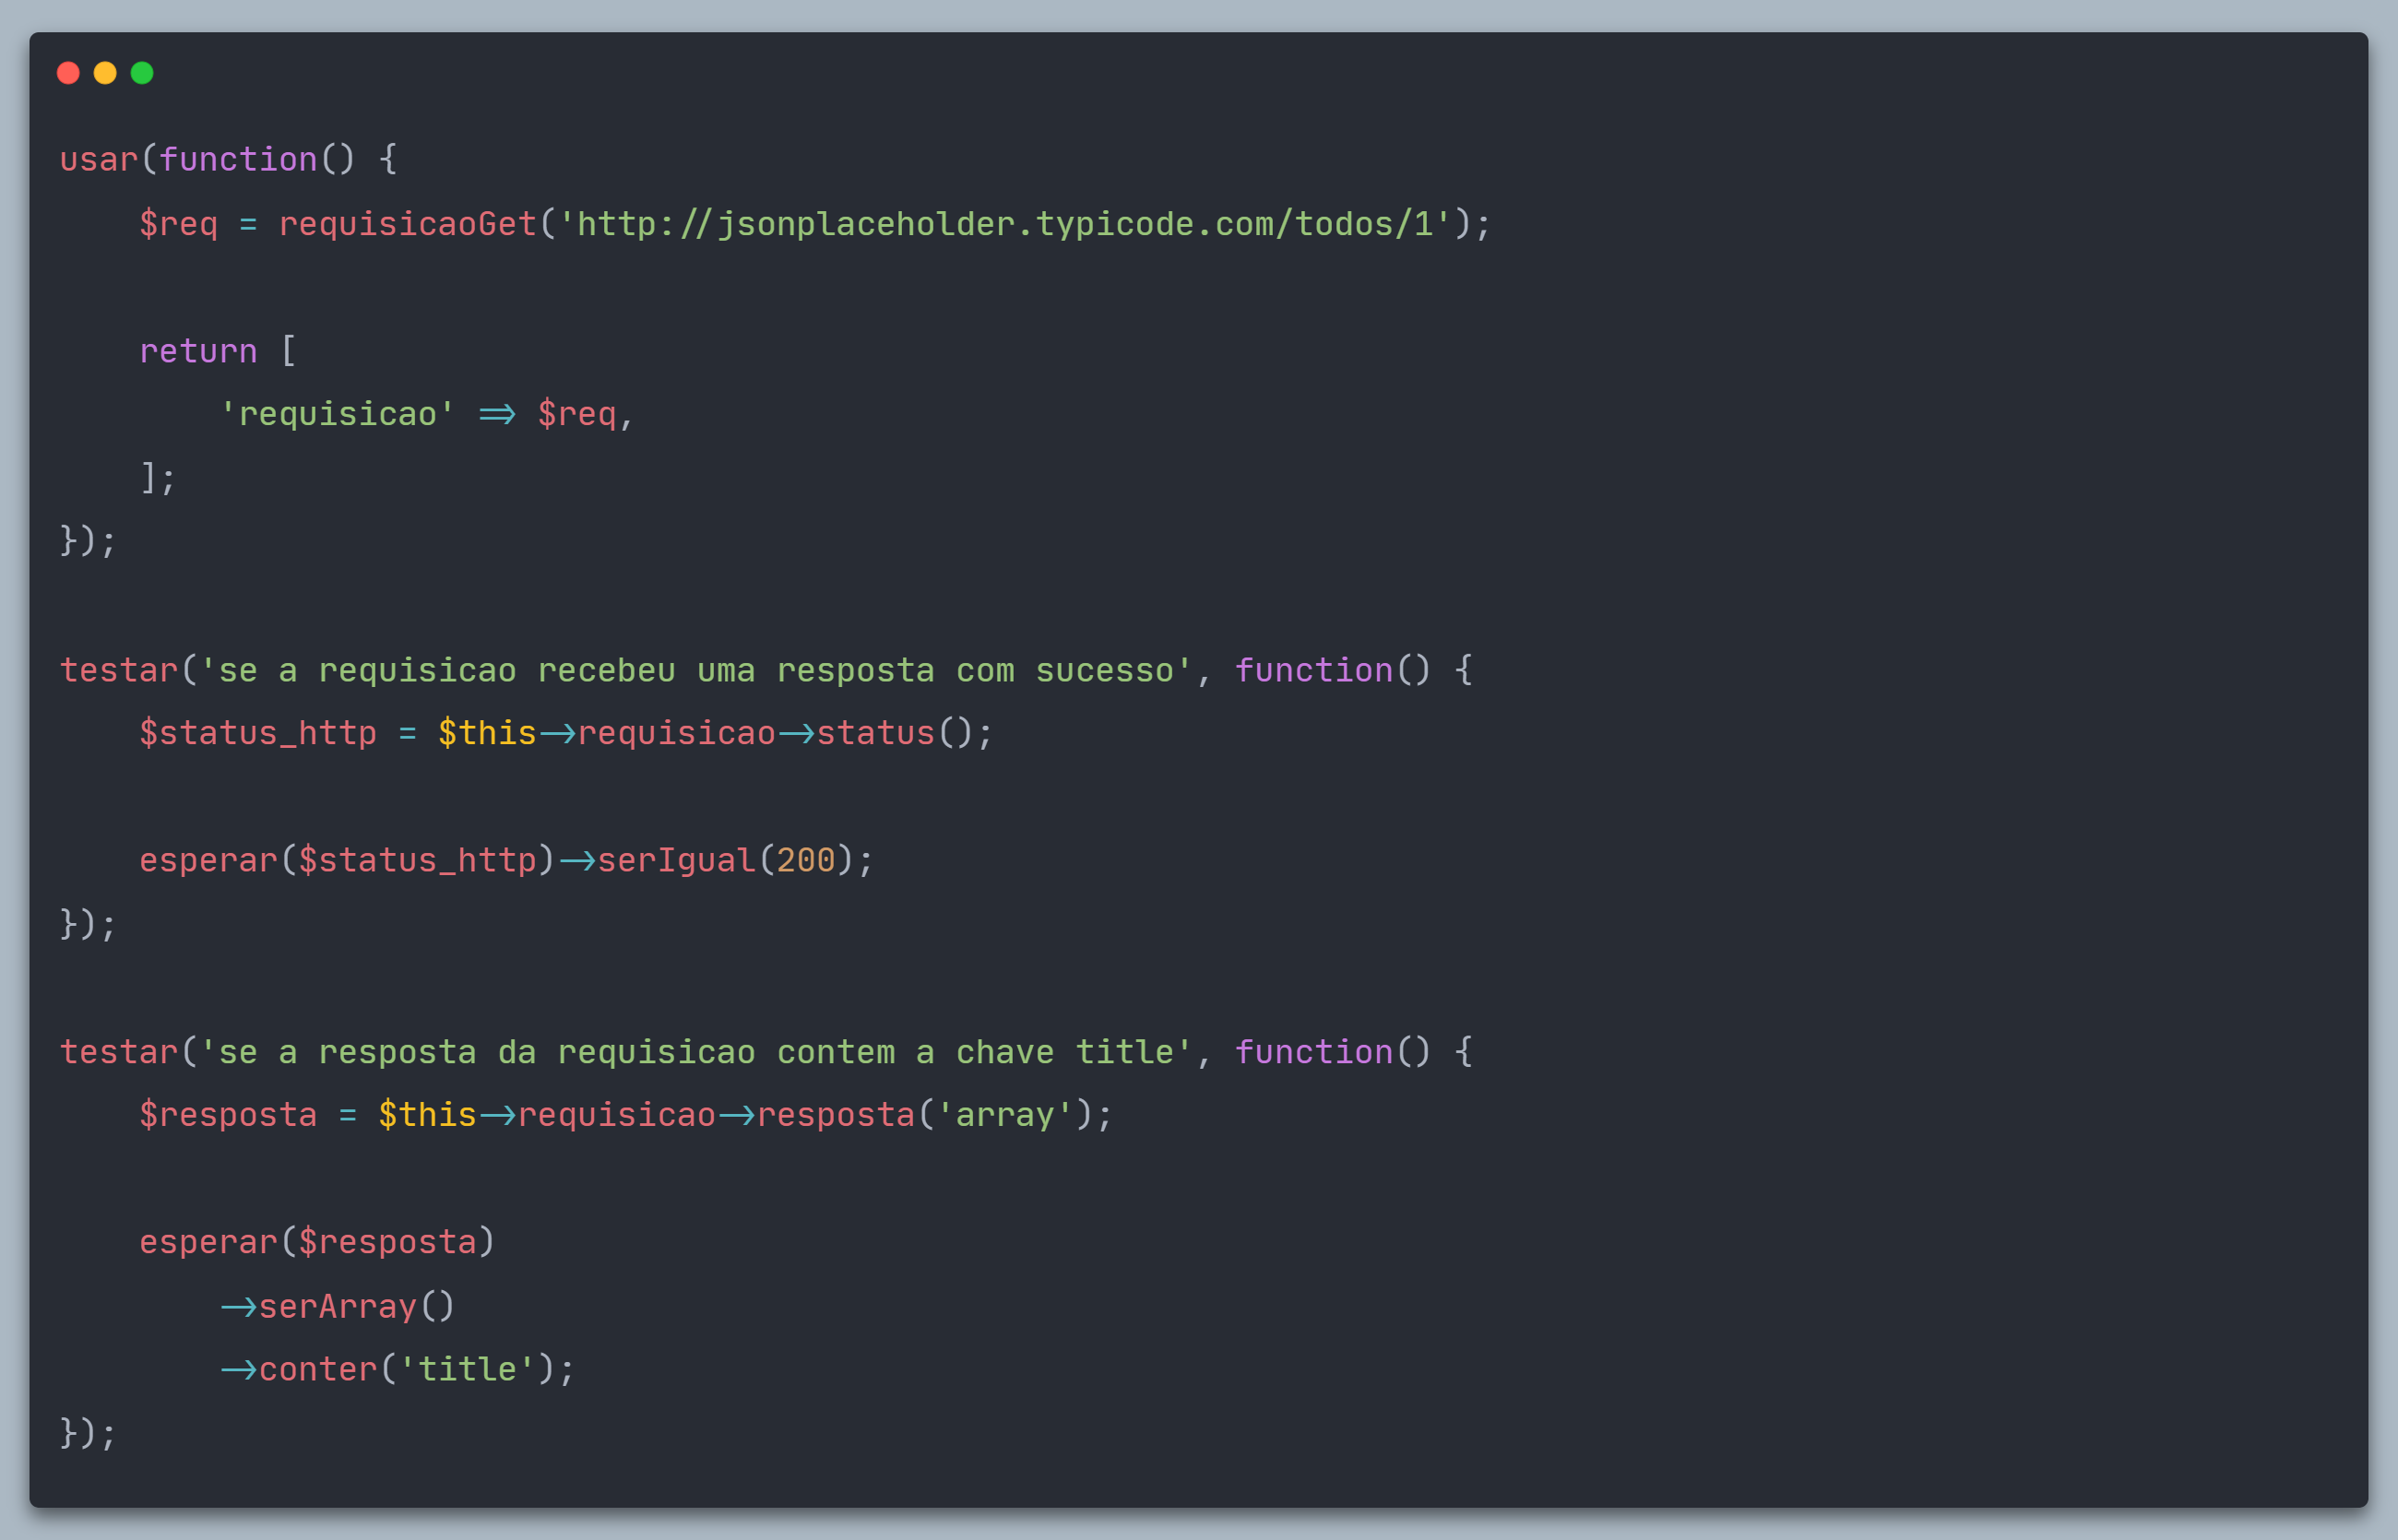 usar(function() {
    $req = requisicaoGet('http://jsonplaceholder.typicode.com/todos/1');

    return [
        'requisicao' => $req,
    ];
});

testar('se a requisicao recebeu uma resposta com sucesso', function() {
    $status_http = $this->requisicao->status();

    esperar($status_http)->serIgual(200);
});

testar('se a resposta da requisicao contem a chave title', function() {
    $resposta = $this->requisicao->resposta('array');

    esperar($resposta)
        ->serArray()
        ->conter('title');
});